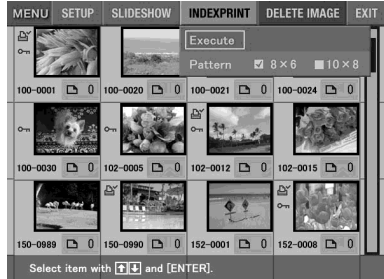 MENU SETUP SLIDESHOW INDEXPRINT DELETE IMAGE EXIT
Execute
Pattern 8×6 10×8
100-0001 0 100-0020 0 100-0021 0 100-0024 0
100-0030 0 102-0005 0 102-0012 0 102-0015 0
150-0989 0 150-0990 0 152-0001 0 152-0008 0
Select item with and [ENTER].